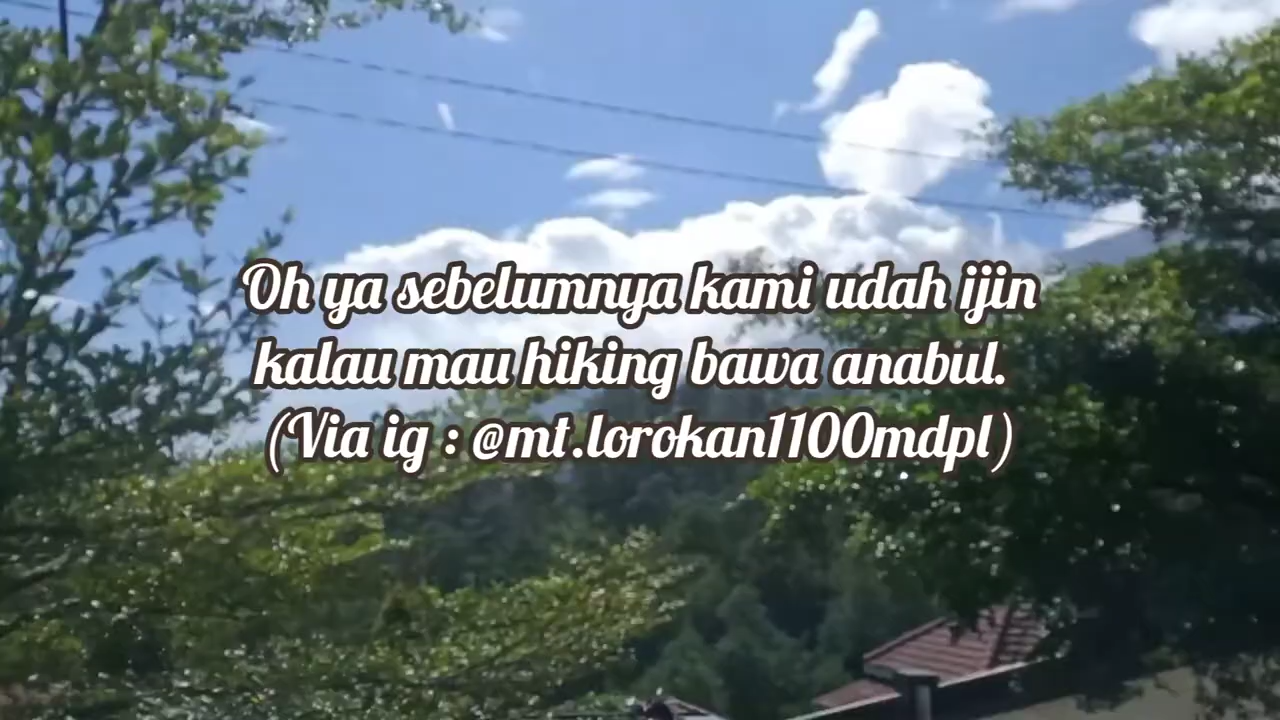 Oh ya sebelumnya kami udah ijin
kalau mau hiking bawa anabul.
(Via ig : @mt.lorokan1100mdpl)